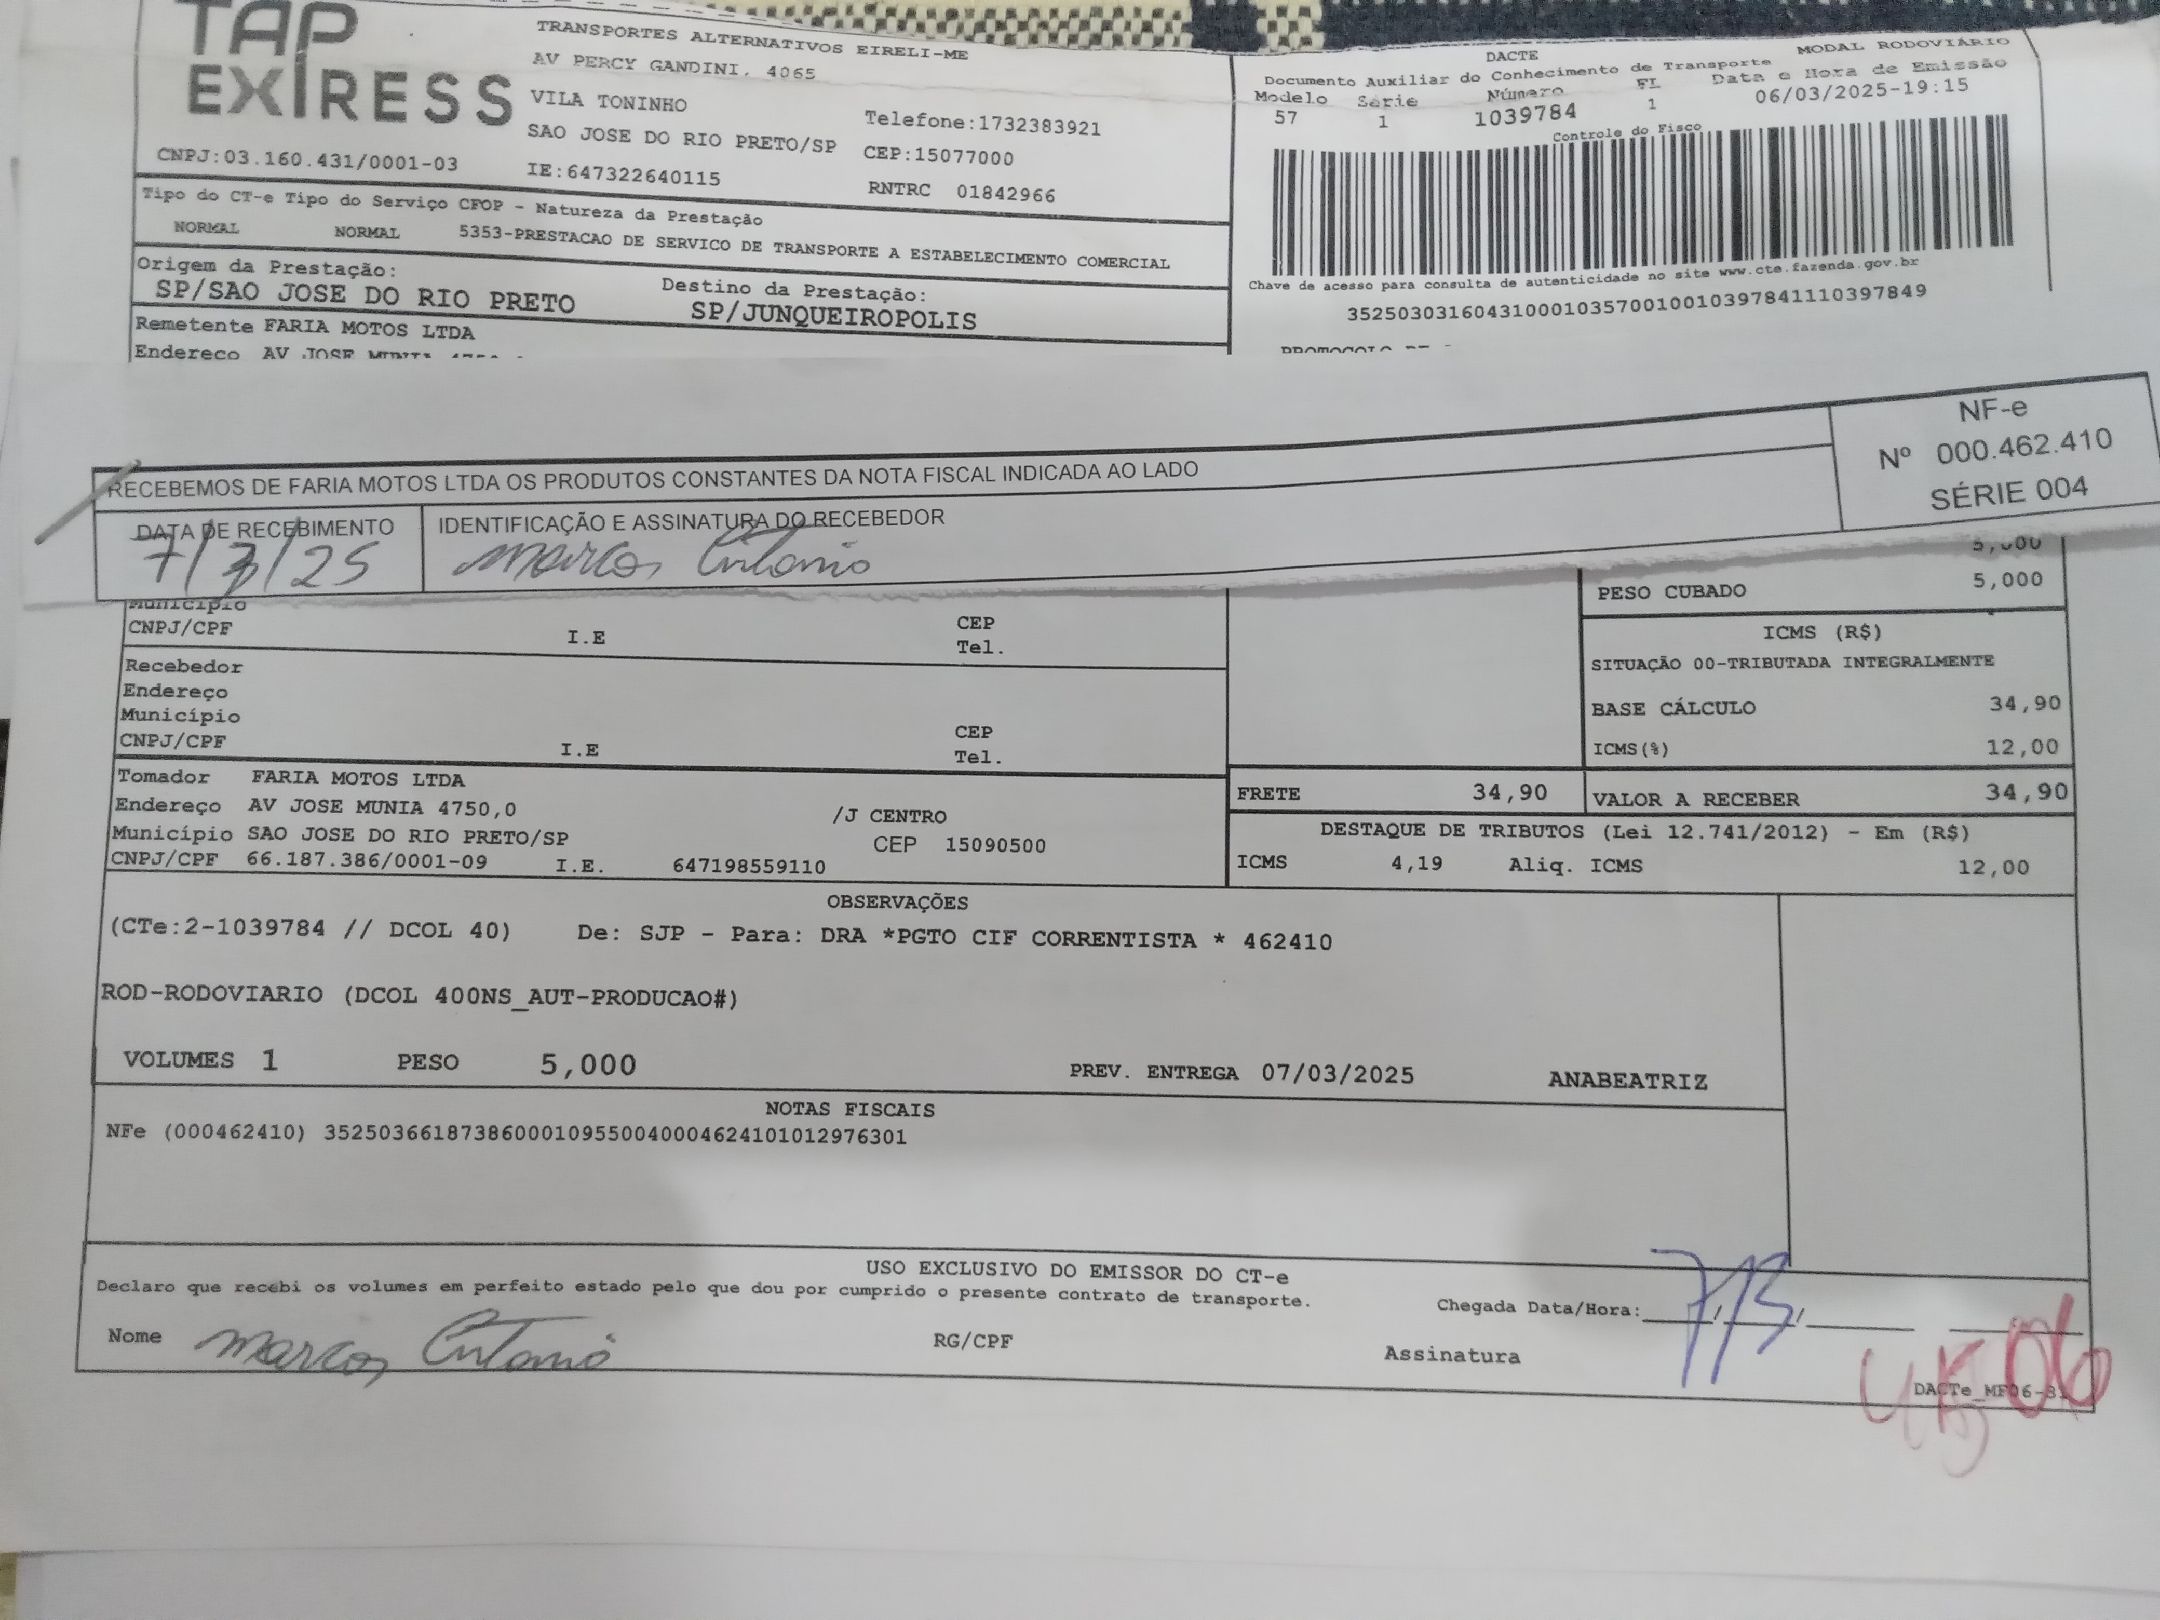 TAP
EXPRESS
TRANSPORTES ALTERNATIVOS EIRELI-ME
AV PERCY GANDINI, 4065
VILA TONINHO
SAO JOSE DO RIO PRETO/SP
Telefone:1732383921
CEP:15077000
CNPJ:03.160.431/0001-03
IE:647322640115
RNTRC 01842966
DACTE
MODAL RODOVIÁRIO
Documento Auxiliar do Conhecimento de Transporte
Modelo Série Número FL Data e Hora de Emissão
57 1 1039784 1 06/03/2025-19:15
Controle do Fisco
Chave de acesso para consulta de autenticidade no site www.cte.fazenda.gov.br
35250303160431000103570010010397841110397849
Tipo do CT-e Tipo do Serviço CFOP - Natureza da Prestação
NORMAL NORMAL 5353-PRESTACAO DE SERVICO DE TRANSPORTE A ESTABELECIMENTO COMERCIAL
Origem da Prestação:
SP/SAO JOSE DO RIO PRETO
Destino da Prestação:
SP/JUNQUEIROPOLIS
Remetente FARIA MOTOS LTDA
Endereço AV JOSE MUNIA
RECEBEMOS DE FARIA MOTOS LTDA OS PRODUTOS CONSTANTES DA NOTA FISCAL INDICADA AO LADO
NF-e
Nº 000.462.410
SÉRIE 004
DATA DE RECEBIMENTO
7/3/25
IDENTIFICAÇÃO E ASSINATURA DO RECEBEDOR
Marcos Antonio
5,000
PESO CUBADO 5,000
Município
CNPJ/CPF I.E CEP
Tel.
Recebedor
Endereço
Município
CNPJ/CPF I.E CEP
Tel.
ICMS (R$)
SITUAÇÃO 00-TRIBUTADA INTEGRALMENTE
BASE CÁLCULO 34,90
ICMS(%) 12,00
Tomador FARIA MOTOS LTDA
Endereço AV JOSE MUNIA 4750,0 /J CENTRO
Município SAO JOSE DO RIO PRETO/SP CEP 15090500
CNPJ/CPF 66.187.386/0001-09 I.E. 647198559110
FRETE 34,90 VALOR A RECEBER 34,90
DESTAQUE DE TRIBUTOS (Lei 12.741/2012) - Em (R$)
ICMS 4,19 Aliq. ICMS 12,00
OBSERVAÇÕES
(CTe:2-1039784 // DCOL 40) De: SJP - Para: DRA *PGTO CIF CORRENTISTA * 462410
ROD-RODOVIARIO (DCOL 400NS_AUT-PRODUCAO#)
VOLUMES 1 PESO 5,000 PREV. ENTREGA 07/03/2025 ANABEATRIZ
NOTAS FISCAIS
NFe (000462410) 35250366187386000109550040004624101012976301
USO EXCLUSIVO DO EMISSOR DO CT-e
Declaro que recebi os volumes em perfeito estado pelo que dou por cumprido o presente contrato de transporte.
Chegada Data/Hora: 7/3
Nome Marcos Antonio RG/CPF Assinatura